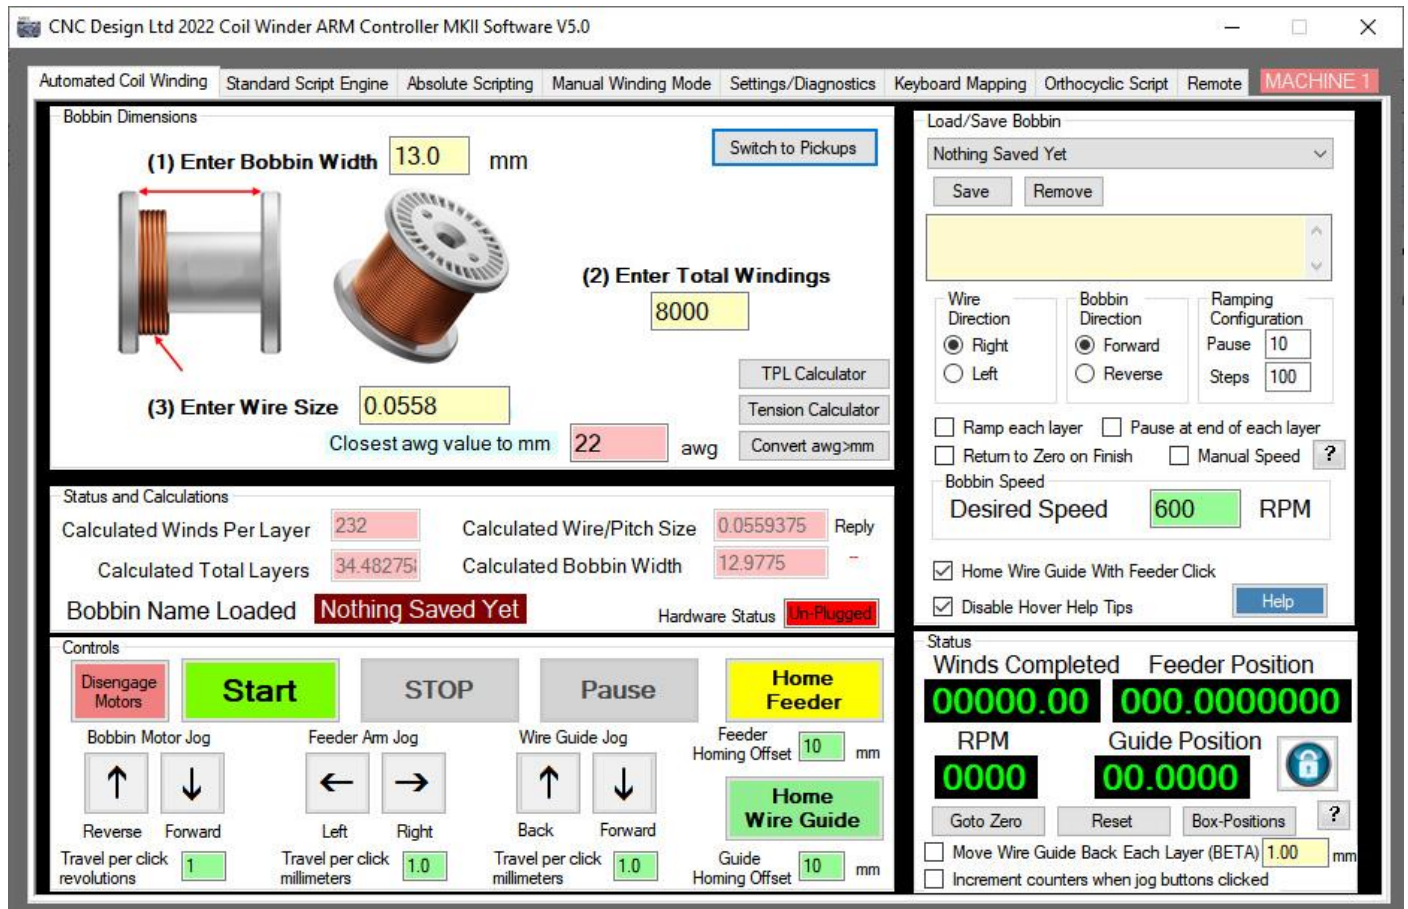 CNC Design Ltd 2022 Coil Winder ARM Controller MKII Software V5.0
Automated Coil Winding Standard Script Engine Absolute Scripting Manual Winding Mode Settings/Diagnostics Keyboard Mapping Orthocyclic Script Remote MACHINE 1
Bobbin Dimensions
(1) Enter Bobbin Width 13.0 mm
Switch to Pickups
(2) Enter Total Windings
8000
(3) Enter Wire Size 0.0558
Closest awg value to mm 22 awg
TPL Calculator
Tension Calculator
Convert awg>mm
Status and Calculations
Calculated Winds Per Layer 232 Calculated Wire/Pitch Size 0.0559375 Reply
Calculated Total Layers 34.48275 Calculated Bobbin Width 12.9775 --
Bobbin Name Loaded Nothing Saved Yet Hardware Status Un-Plugged
Controls
Disengage
Motors
Start STOP Pause
Home
Feeder
Bobbin Motor Jog Feeder Arm Jog Wire Guide Jog
Feeder
Homing Offset 10 mm
Reverse Forward Left Right Back Forward
Home
Wire Guide
Travel per click
revolutions 1
Travel per click
millimeters 1.0
Travel per click
millimeters 1.0
Guide
Homing Offset 10 mm
Load/Save Bobbin
Nothing Saved Yet
Save Remove
Wire
Direction
Right
Left
Bobbin
Direction
Forward
Reverse
Ramping
Configuration
Pause 10
Steps 100
Ramp each layer Pause at end of each layer
Return to Zero on Finish Manual Speed ?
Bobbin Speed
Desired Speed 600 RPM
Home Wire Guide With Feeder Click
Disable Hover Help Tips Help
Status
Winds Completed Feeder Position
00000.00 000.0000000
RPM Guide Position
0000 00.0000
Goto Zero Reset Box-Positions ?
Move Wire Guide Back Each Layer (BETA) 1.00 mm
Increment counters when jog buttons clicked